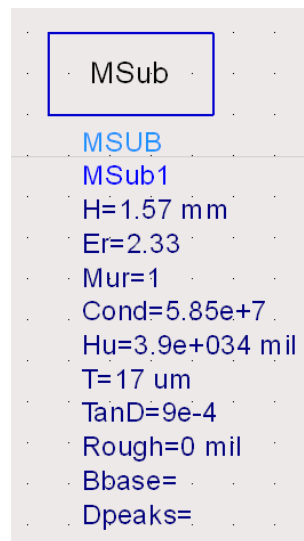 MSub
MSUB
MSub1
H=1.57 mm
Er=2.33
Mur=1
Cond=5.85e+7
Hu=3.9e+034 mil
T=17 um
TanD=9e-4
Rough=0 mil
Bbase=
Dpeaks=